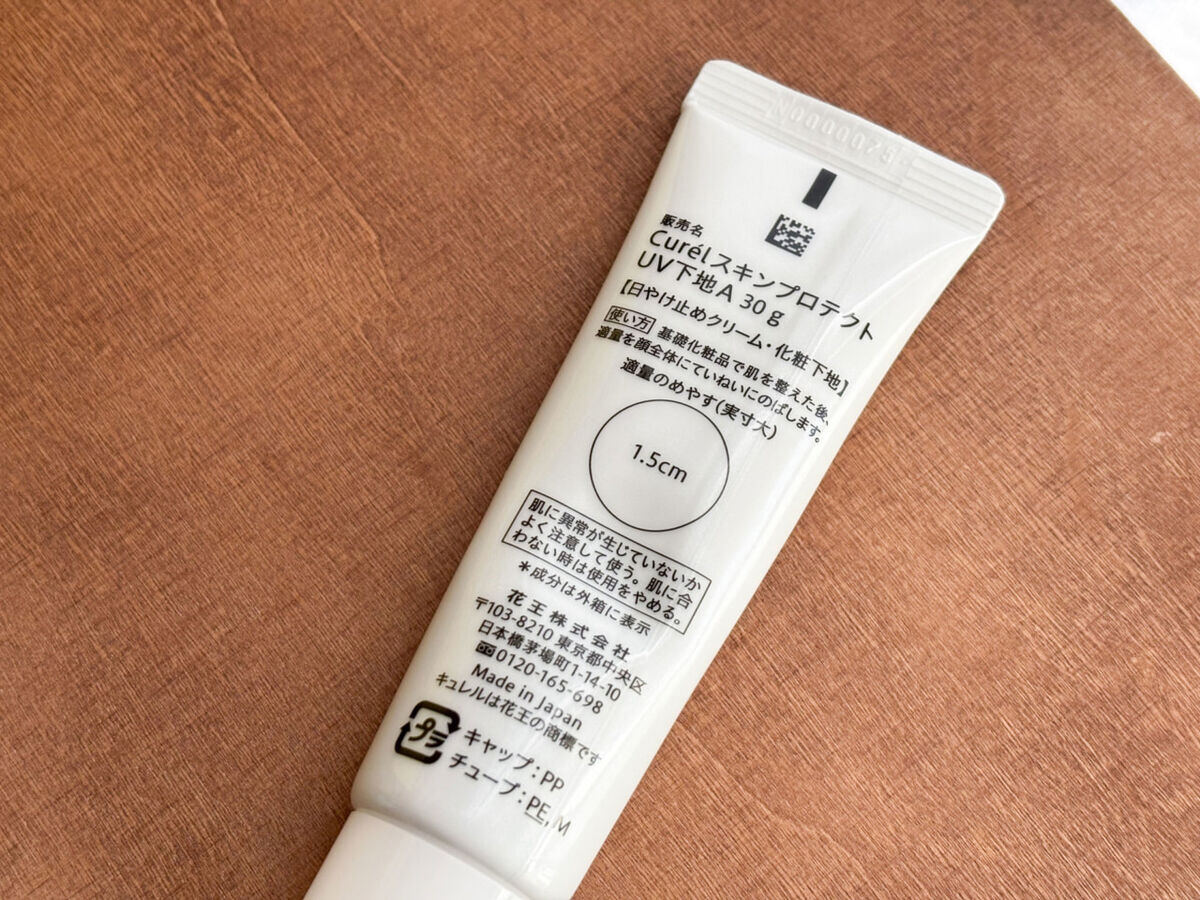 販売名
Curélスキンプロテクト
UV下地A 30g
【日やけ止めクリーム・化粧下地】
使い方 基礎化粧品で肌を整えた後、
適量を顔全体にていねいにのばします。
適量のめやす(実寸大)
1.5cm
肌に異常が生じていないか
よく注意して使う。肌に合
わない時は使用をやめる。
*成分は外箱に表示
花王株式会社
〒103-8210 東京都中央区
日本橋茅場町1-14-10
0120-165-698
Made in Japan
キュレルは花王の商標です
プラ
キャップ:PP
チューブ:PE,M